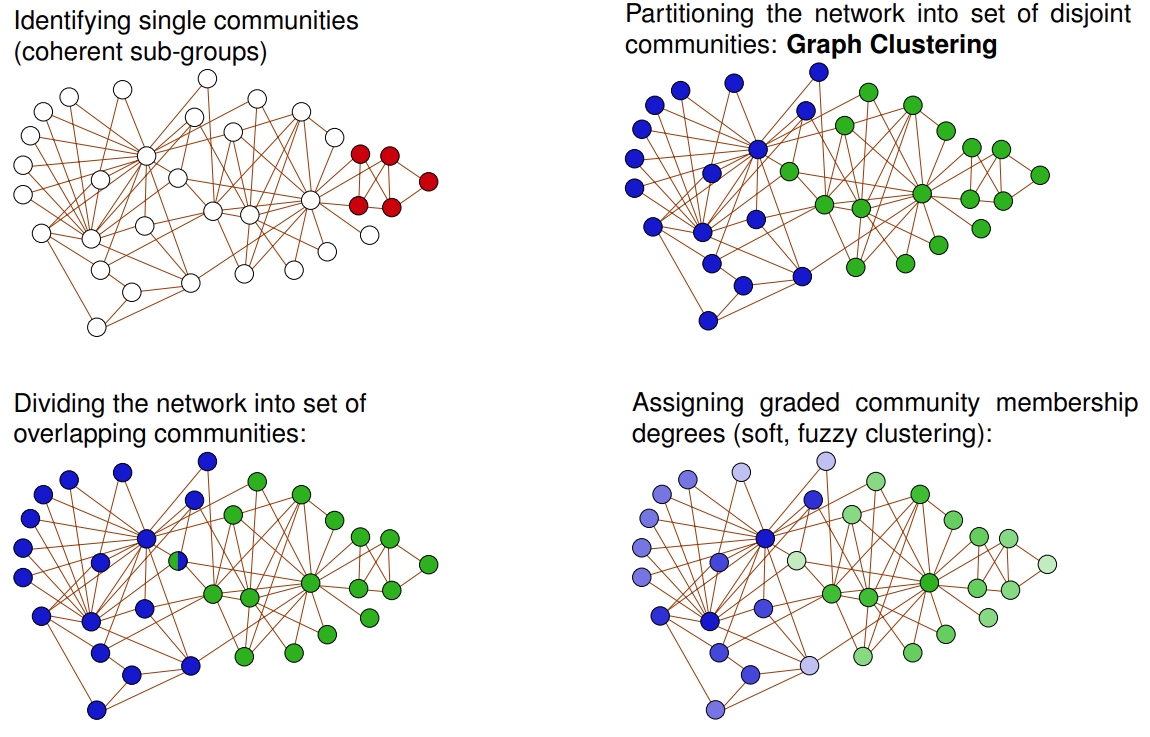 Identifying single communities
(coherent sub-groups)
Partitioning the network into set of disjoint
communities: Graph Clustering
Dividing the network into set of
overlapping communities:
Assigning graded community membership
degrees (soft, fuzzy clustering):